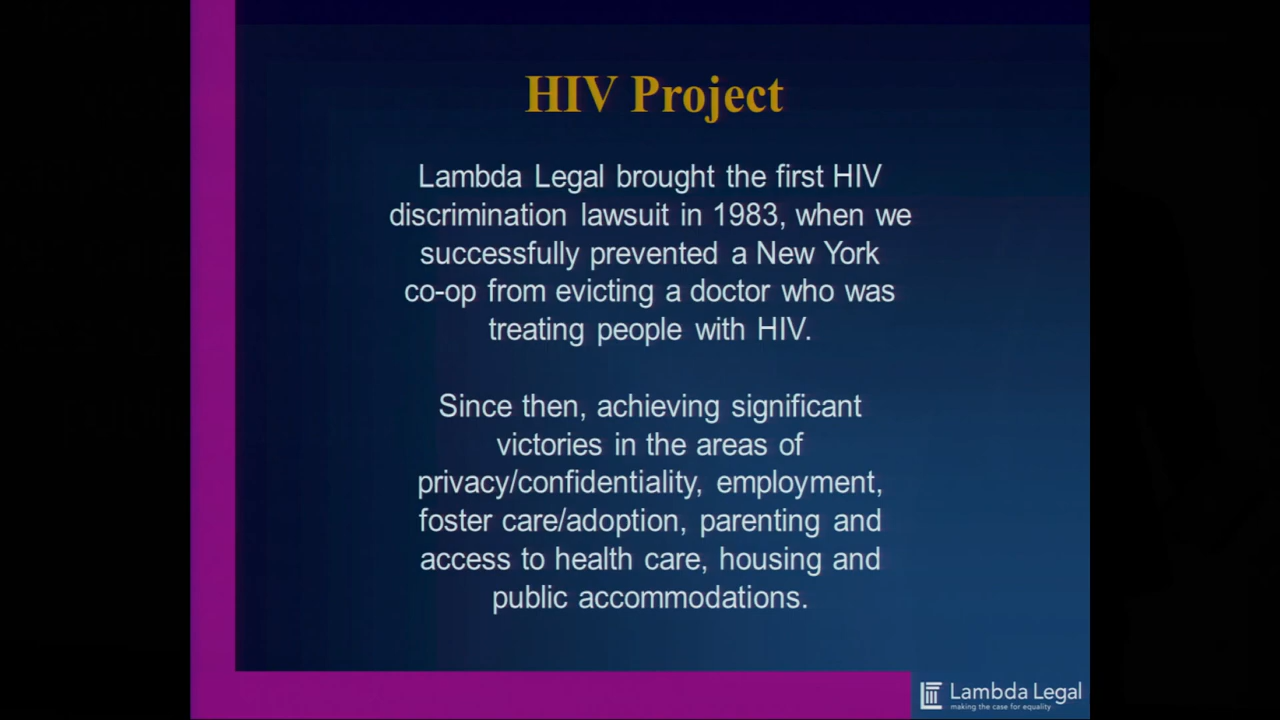 HIV Project
Lambda Legal brought the first HIV
discrimination lawsuit in 1983, when we
successfully prevented a New York
co-op from evicting a doctor who was
treating people with HIV.
Since then, achieving significant
victories in the areas of
privacy/confidentiality, employment,
foster care/adoption, parenting and
access to health care, housing and
public accommodations.
Lambda Legal
making the case for equality